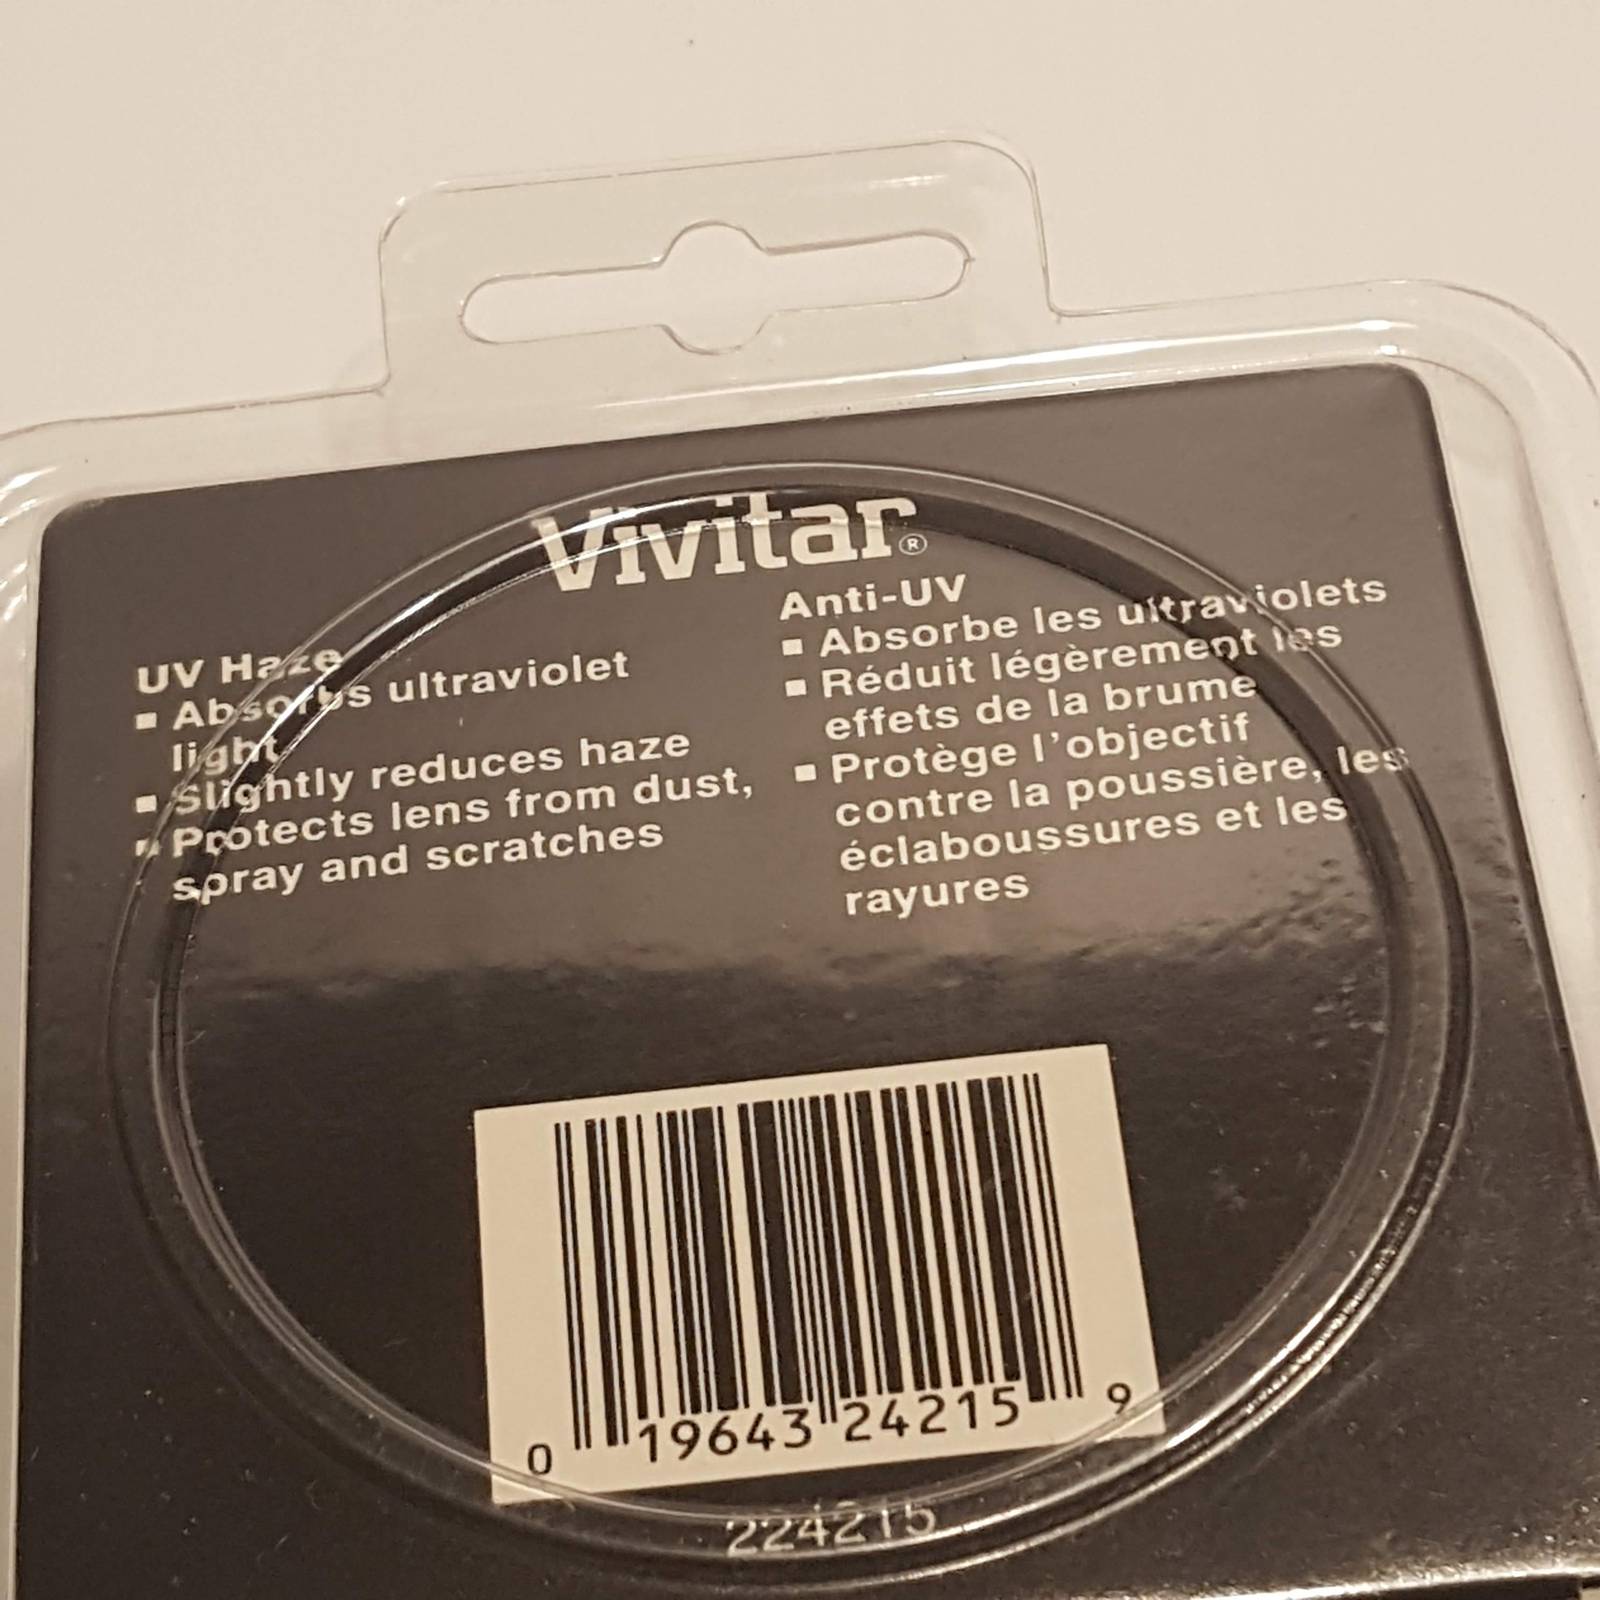 Vivitar®
UV Haze
▪ Absorbs ultraviolet
light
▪ Slightly reduces haze
▪ Protects lens from dust,
spray and scratches
Anti-UV
▪ Absorbe les ultraviolets
▪ Réduit légèrement les
effets de la brume
▪ Protège l'objectif
contre la poussière, les
éclaboussures et les
rayures
0 19643 24215 9
224215